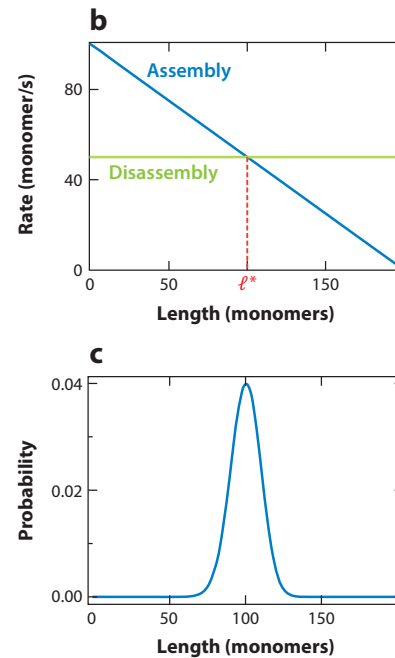 b
Assembly
Disassembly
Rate (monomer/s)
80
40
0
0 50 ℓ* 150
Length (monomers)
c
Probability
0.04
0.02
0.00
0 50 100 150
Length (monomers)